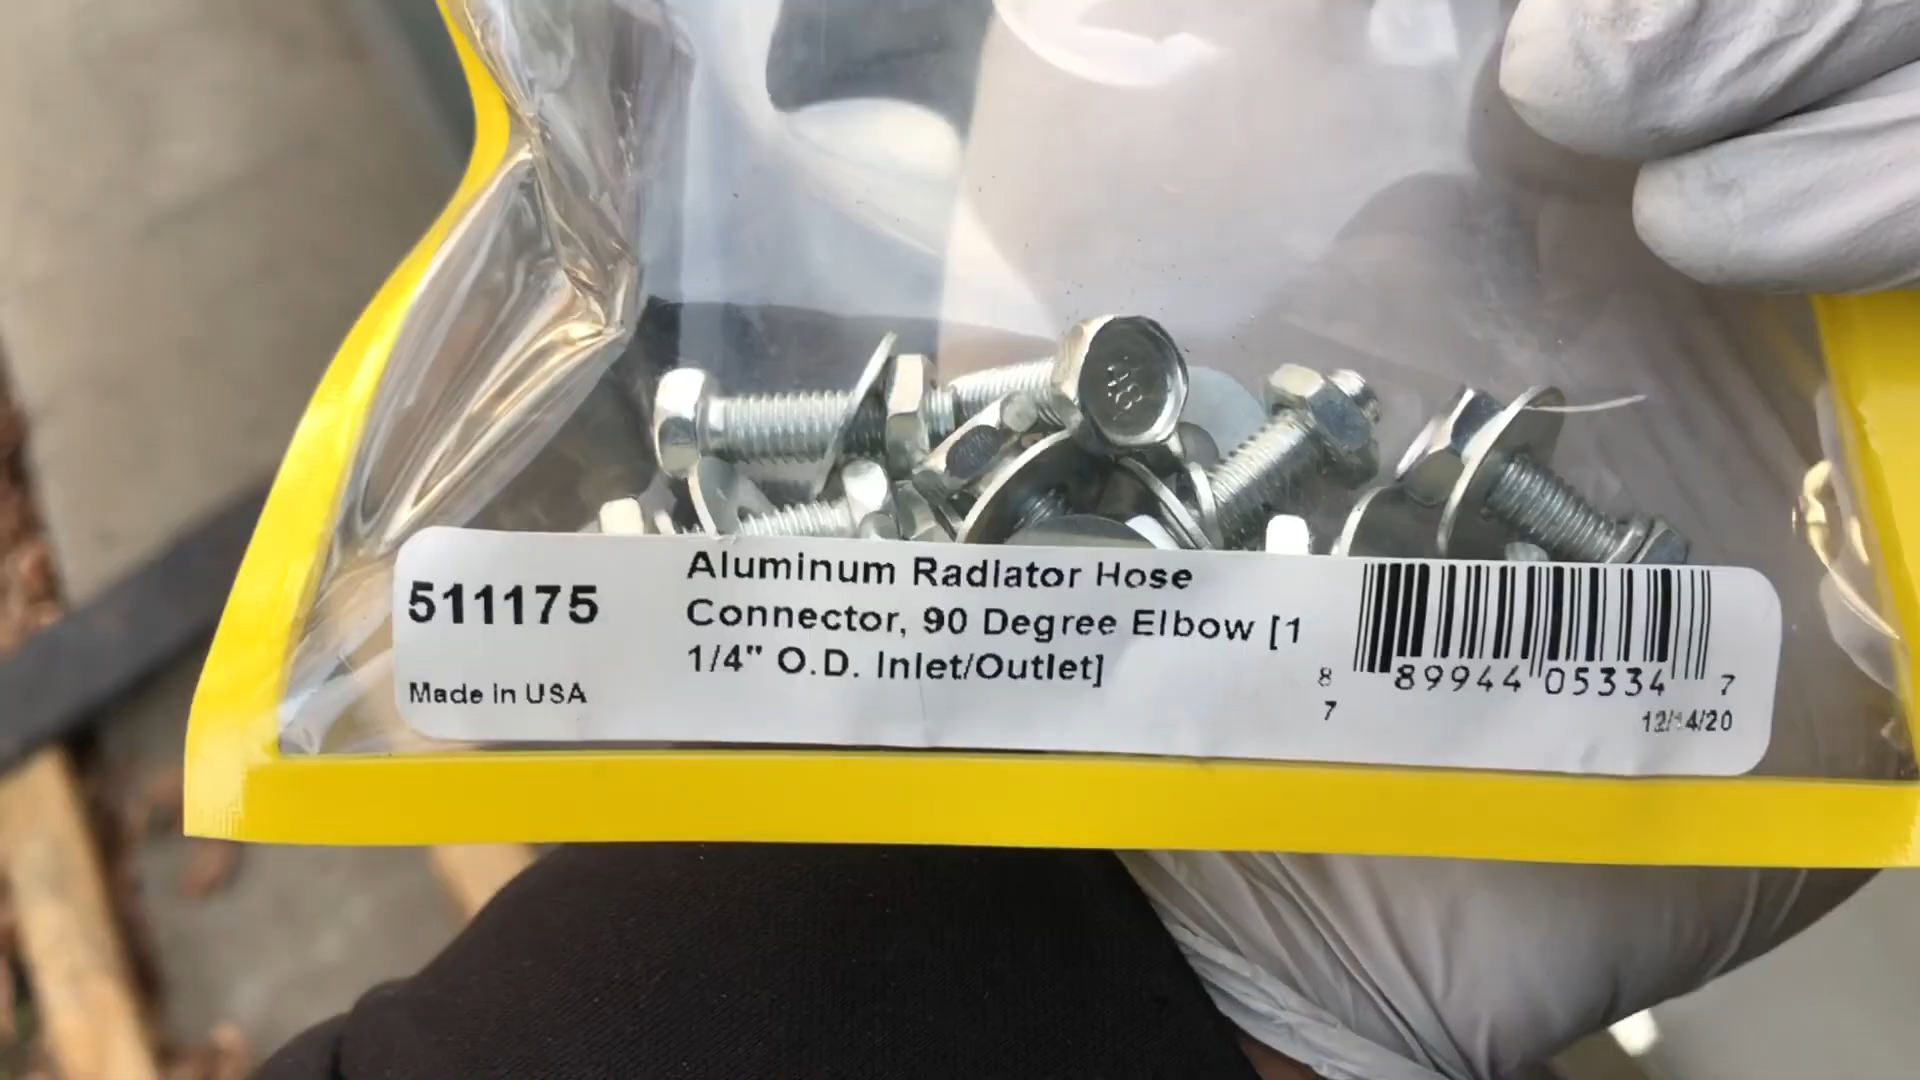 511175
Made in USA
Aluminum Radiator Hose
Connector, 90 Degree Elbow [1
1/4" O.D. Inlet/Outlet]
8 89944 05334 7
7